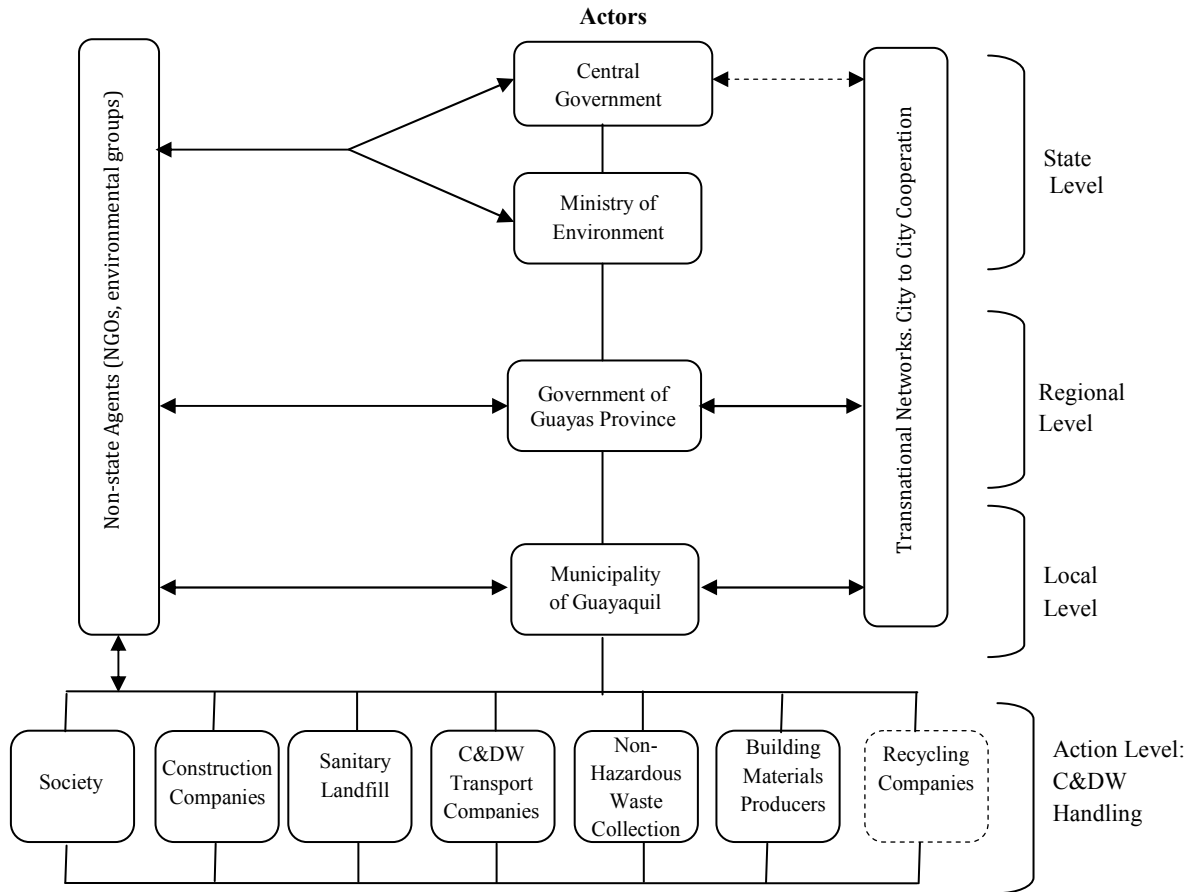 Actors
Non-state Agents (NGOs, environmental groups)
Central
Government
Ministry of
Environment
Government of
Guayas Province
Municipality
of Guayaquil
Transnational Networks. City to City Cooperation
State
Level
Regional
Level
Local
Level
Society
Construction
Companies
Sanitary
Landfill
C&DW
Transport
Companies
Non-
Hazardous
Waste
Collection
Building
Materials
Producers
Recycling
Companies
Action Level:
C&DW
Handling